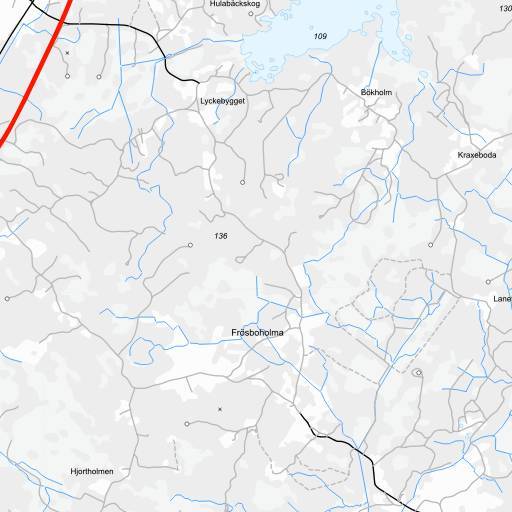 Hulabäckskog
130
109
Bökholm
Lyckebygget
Kraxeboda
136
Lane
Frösboholma
Hjortholmen